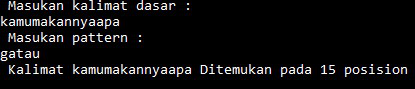 Masukan kalimat dasar :
kamumakannyaapa
Masukan pattern :
gatau
Kalimat kamumakannyaapa Ditemukan pada 15 posision